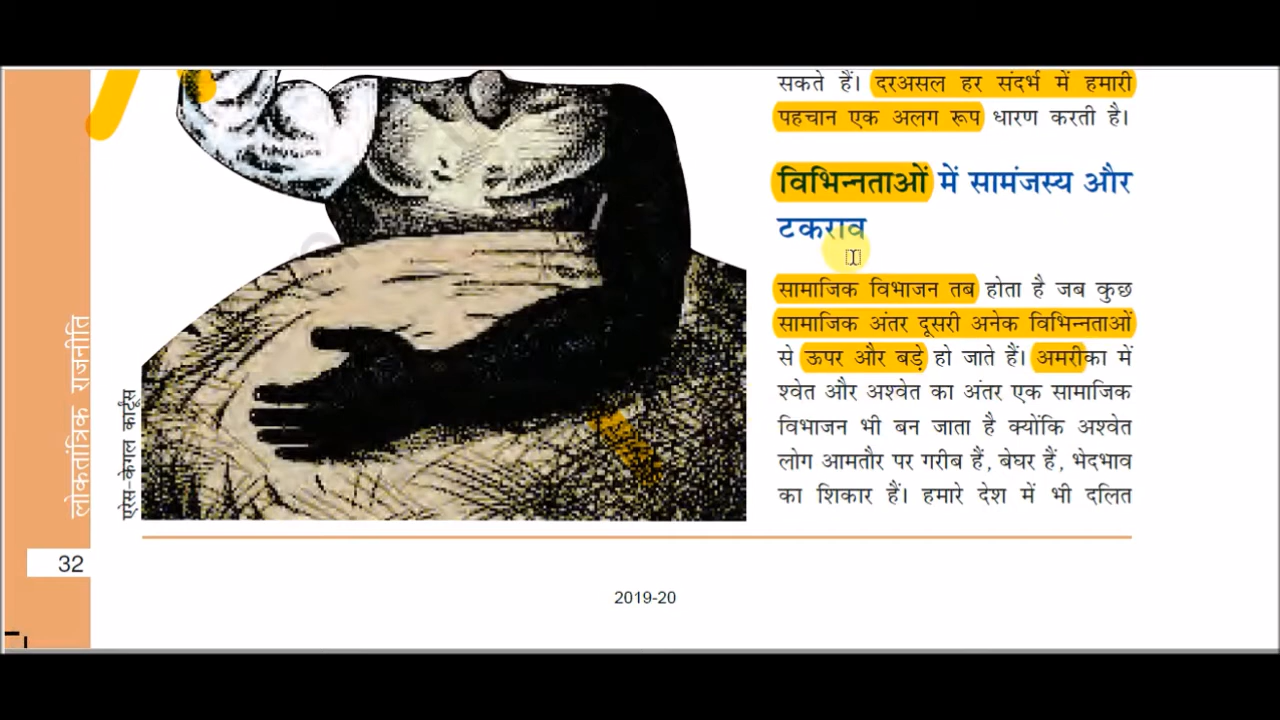 सकते हैं। दरअसल हर संदर्भ में हमारी
पहचान एक अलग रूप धारण करती है।
विभिन्नताओं में सामंजस्य और
टकराव
सामाजिक विभाजन तब होता है जब कुछ
सामाजिक अंतर दूसरी अनेक विभिन्नताओं
से ऊपर और बड़े हो जाते हैं। अमरीका में
श्वेत और अश्वेत का अंतर एक सामाजिक
विभाजन भी बन जाता है क्योंकि अश्वेत
लोग आमतौर पर गरीब हैं, बेघर हैं, भेदभाव
का शिकार हैं। हमारे देश में भी दलित
लोकतांत्रिक राजनीति
एरेस-केगल कार्टूंस
32
2019-20